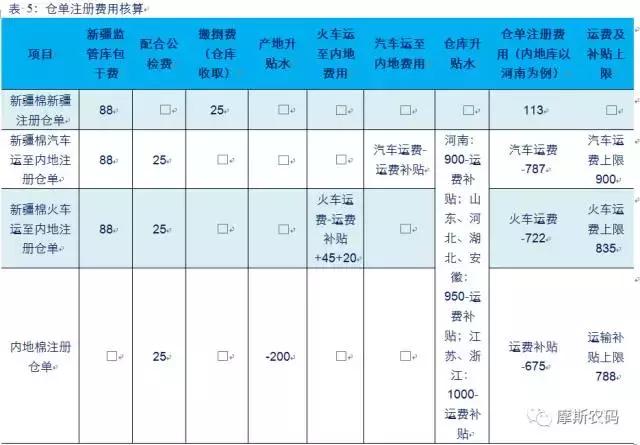 表 5：仓单注册费用核算
项目 新疆监管库包干费 配合公检费 搬捯费（仓库收取） 产地升贴水 火车运至内地费用 汽车运至内地费用 仓库升贴水 仓单注册费用（内地库以河南为例） 运费及补贴上限
新疆棉新疆注册仓单 88 □ 25 □ □ □ □ 113 □
新疆棉汽车运至内地注册仓单 88 25 □ □ □ 汽车运费-运费补贴 汽车运费-787 汽车运费上限900
新疆棉火车运至内地注册仓单 88 25 □ □ 火车运费-运费补贴+45+20 □ 火车运费-722 火车运费上限835
内地棉注册仓单 □ 25 □ -200 □ □ 运费补贴-675 运输补贴上限788
河南：900-运费补贴；山东、河北、湖北、安徽：950-运费补贴；江苏、浙江：1000-运费补贴
摩斯农码